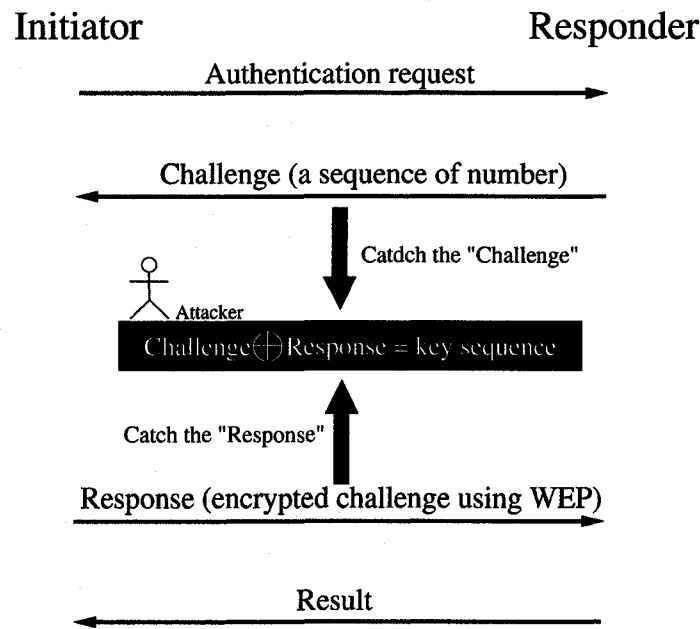 Initiator
Responder
Authentication request
Challenge (a sequence of number)
Catdch the "Challenge"
Attacker
Challenge⊕Response = key sequence
Catch the "Response"
Response (encrypted challenge using WEP)
Result